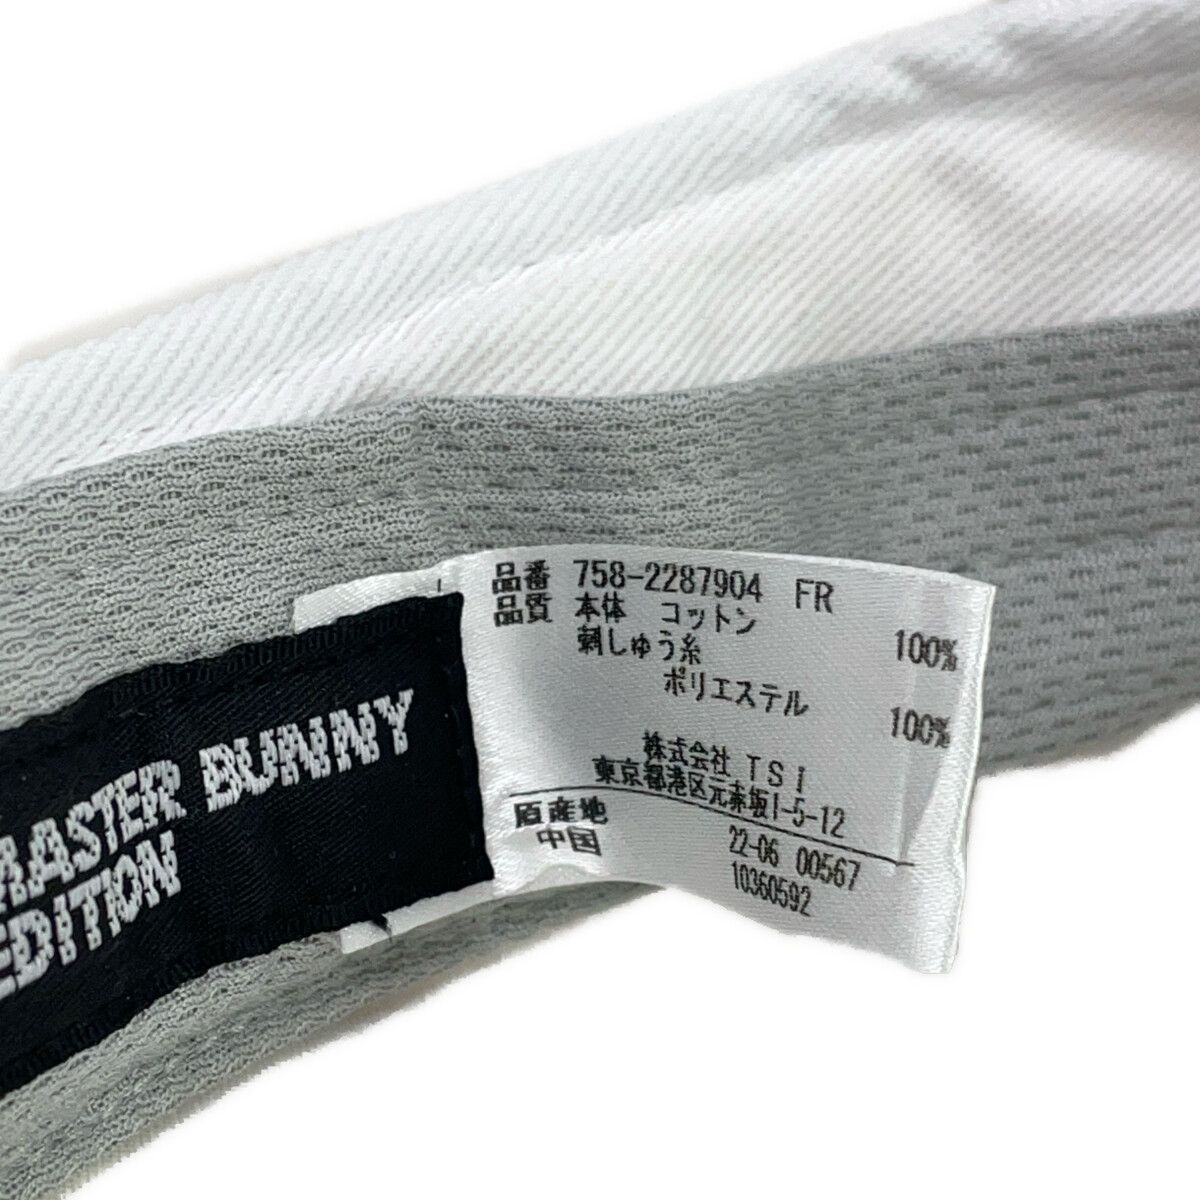 MASTER BUNNY
EDITION
品番 758-2287904 FR
品質 本体 コットン 100%
刺しゅう糸
ポリエステル 100%
株式会社 TSI
東京都港区元赤坂1-5-12
原産地
中国 22-06 00567
10360592